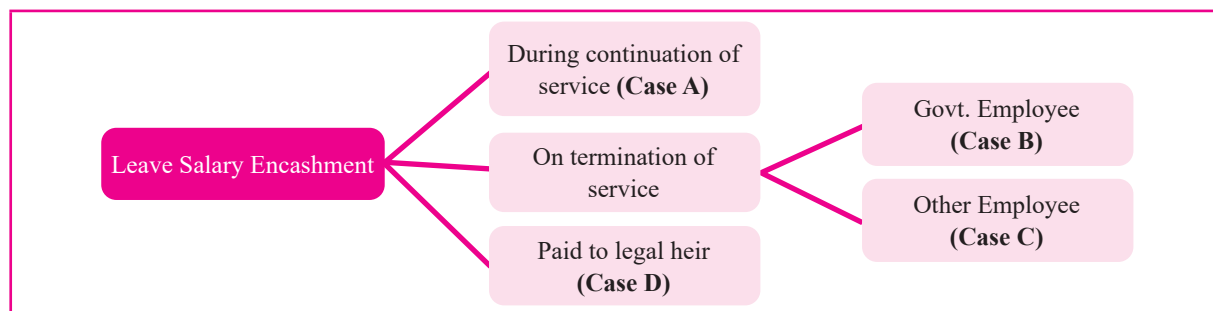 Leave Salary Encashment
During continuation of
service (Case A)
On termination of
service
Paid to legal heir
(Case D)
Govt. Employee
(Case B)
Other Employee
(Case C)